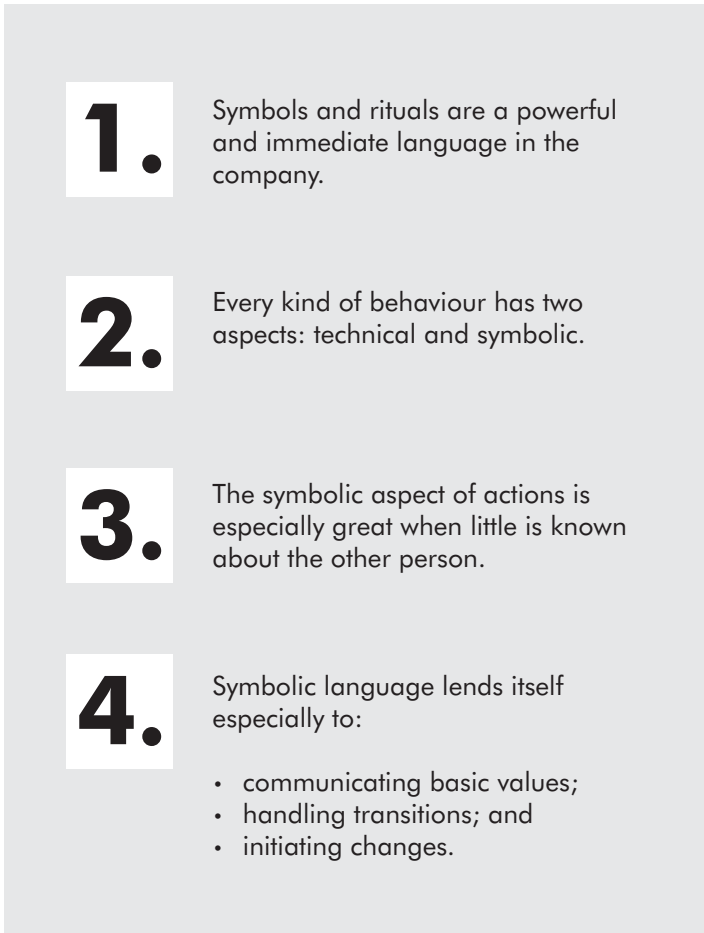 1. Symbols and rituals are a powerful
and immediate language in the
company.
2. Every kind of behaviour has two
aspects: technical and symbolic.
3. The symbolic aspect of actions is
especially great when little is known
about the other person.
4. Symbolic language lends itself
especially to:
• communicating basic values;
• handling transitions; and
• initiating changes.